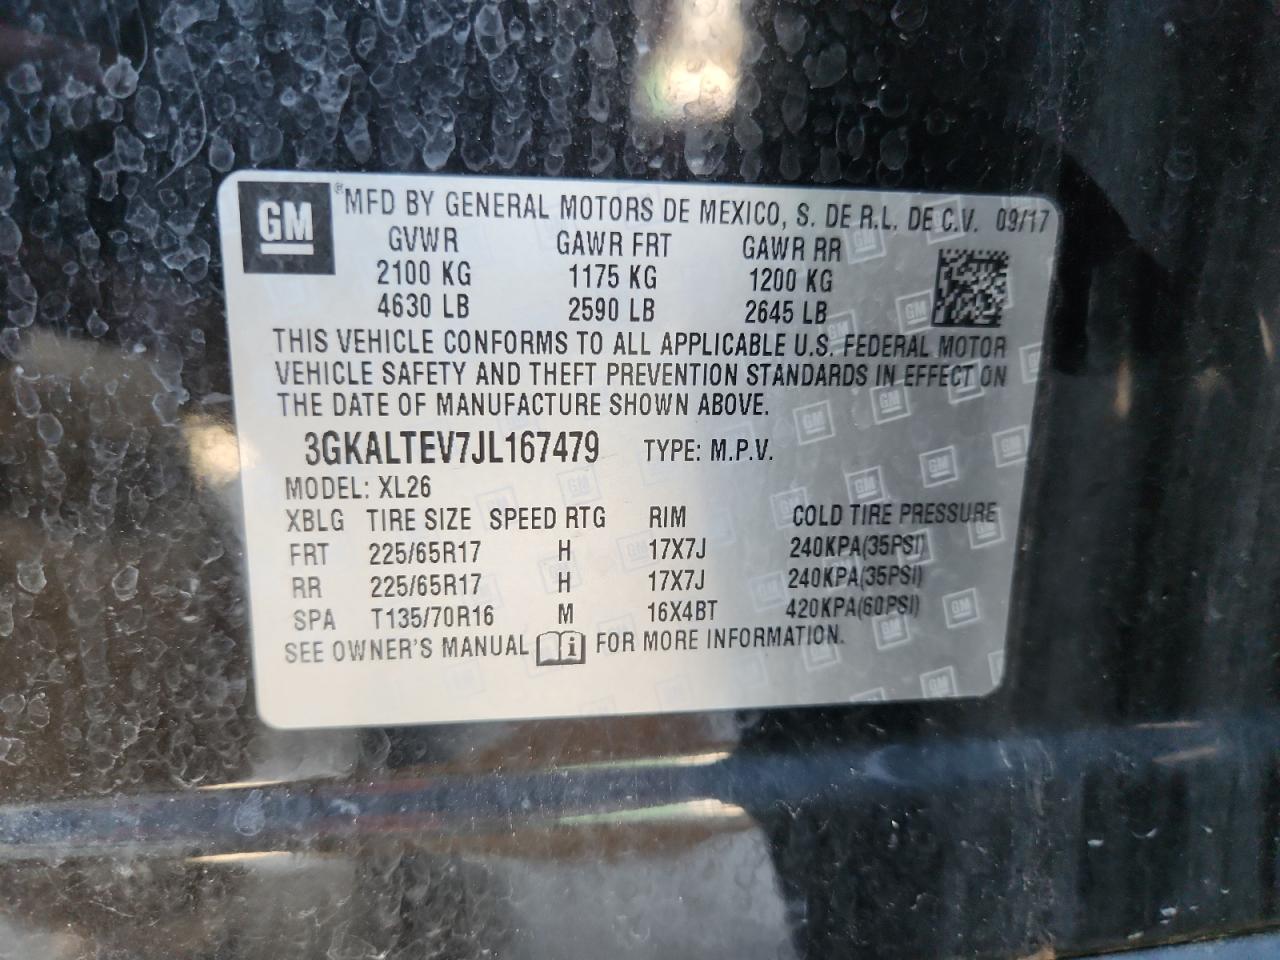 GM ® MFD BY GENERAL MOTORS DE MEXICO, S. DE R.L. DE C.V. 09/17
GVWR GAWR FRT GAWR RR
2100 KG 1175 KG 1200 KG
4630 LB 2590 LB 2645 LB
THIS VEHICLE CONFORMS TO ALL APPLICABLE U.S. FEDERAL MOTOR
VEHICLE SAFETY AND THEFT PREVENTION STANDARDS IN EFFECT ON
THE DATE OF MANUFACTURE SHOWN ABOVE.
3GKALTEV7JL167479 TYPE: M.P.V.
MODEL: XL26
XBLG TIRE SIZE SPEED RTG RIM COLD TIRE PRESSURE
FRT 225/65R17 H 17X7J 240KPA(35PSI)
RR 225/65R17 H 17X7J 240KPA(35PSI)
SPA T135/70R16 M 16X4BT 420KPA(60PSI)
SEE OWNER'S MANUAL FOR MORE INFORMATION.